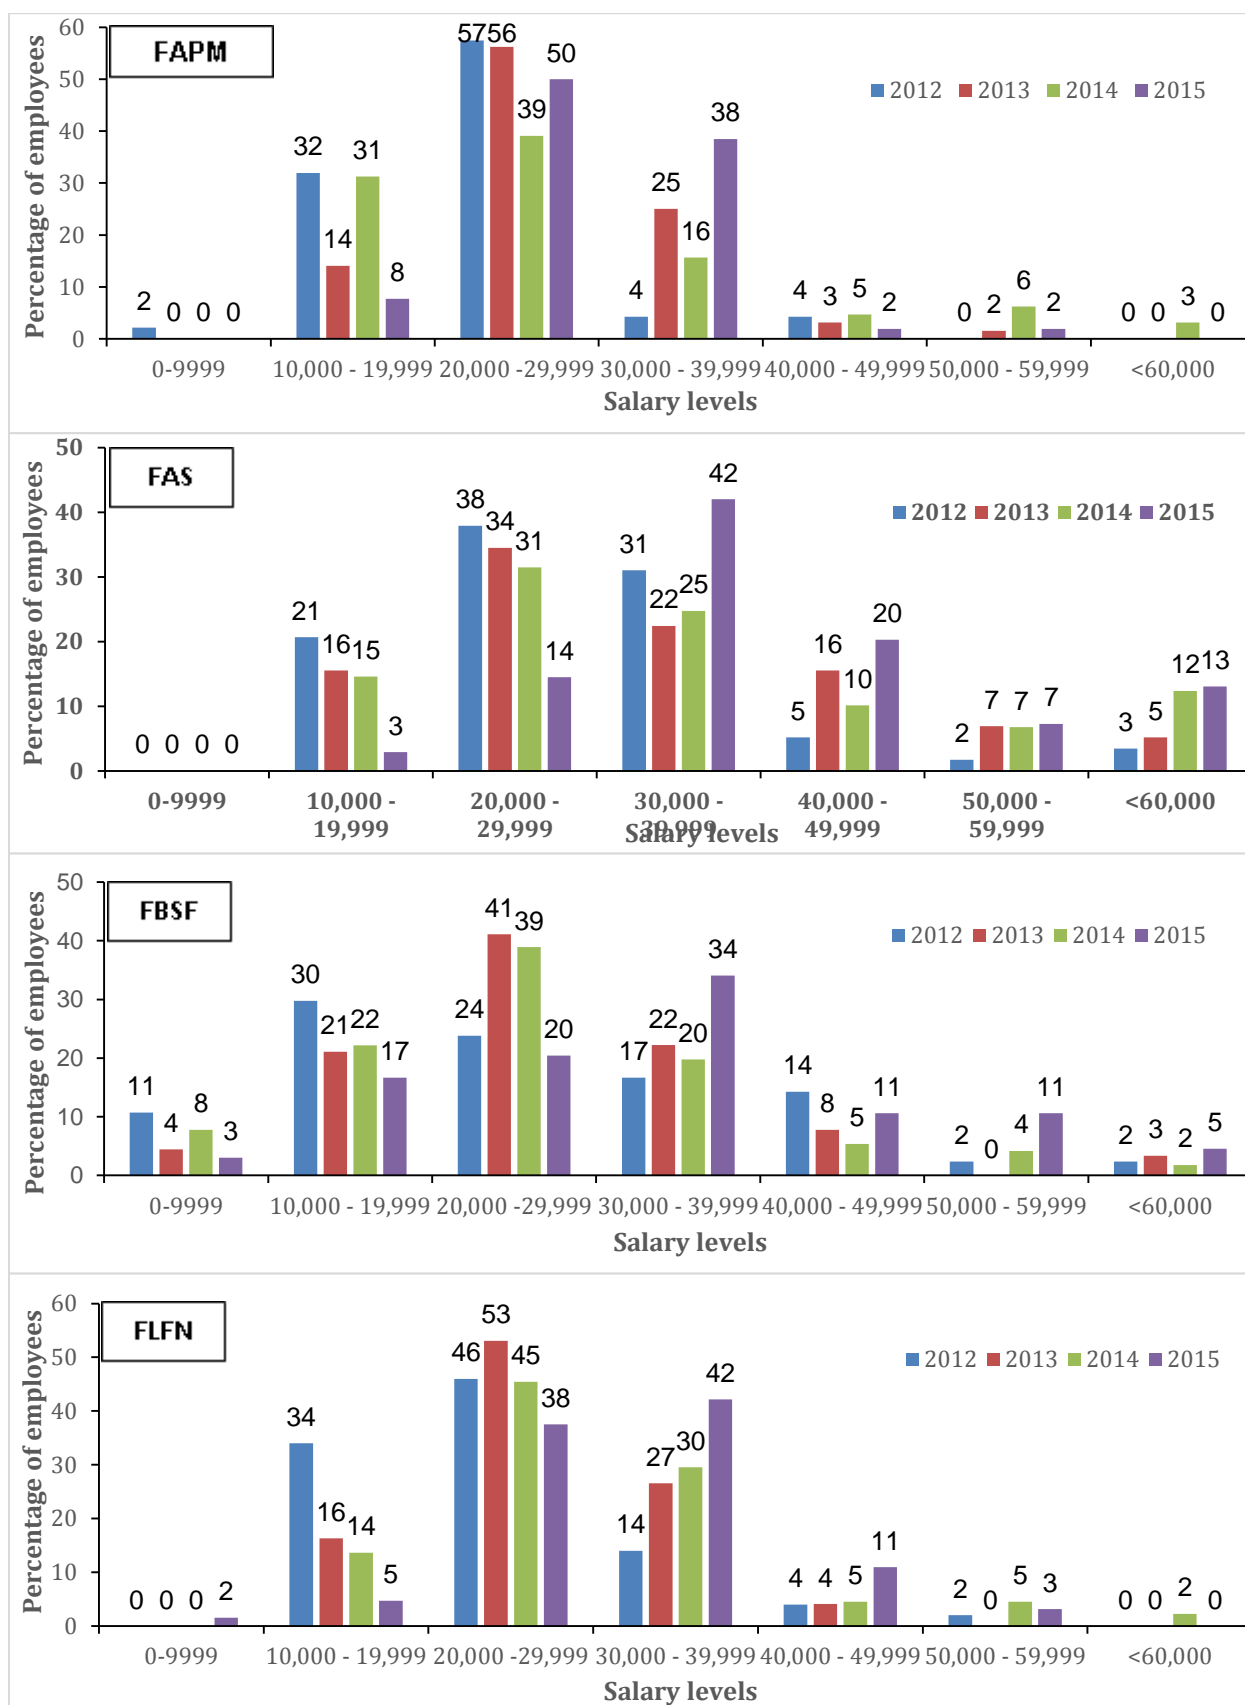 FAPM
Percentage of employees
60
50
40
30
20
10
0
2012 2013 2014 2015
2 0 0 0
32 14 31 8
57 56 39 50
4 25 16 38
4 3 5 2
0 2 6 2
0 0 3 0
0-9999 10,000 - 19,999 20,000 -29,999 30,000 - 39,999 40,000 - 49,999 50,000 - 59,999 <60,000
Salary levels
FAS
Percentage of employees
50
40
30
20
10
0
2012 2013 2014 2015
0 0 0 0
21 16 15 3
38 34 31 14
31 22 25 42
5 16 10 20
2 7 7 7
3 5 12 13
0-9999 10,000 - 20,000 - 30,000 - 40,000 - 50,000 - <60,000
19,999 29,999 39,999 49,999 59,999
Salary levels
FBSF
Percentage of employees
50
40
30
20
10
0
2012 2013 2014 2015
11 4 8 3
30 21 22 17
24 41 39 20
17 22 20 34
14 8 5 11
2 0 4 11
2 3 2 5
0-9999 10,000 - 19,999 20,000 -29,999 30,000 - 39,999 40,000 - 49,999 50,000 - 59,999 <60,000
Salary levels
FLFN
Percentage of employees
60
50
40
30
20
10
0
2012 2013 2014 2015
0 0 0 2
34 16 14 5
46 53 45 38
14 27 30 42
4 4 5 11
2 0 5 3
0 0 2 0
0-9999 10,000 - 19,999 20,000 -29,999 30,000 - 39,999 40,000 - 49,999 50,000 - 59,999 <60,000
Salary levels